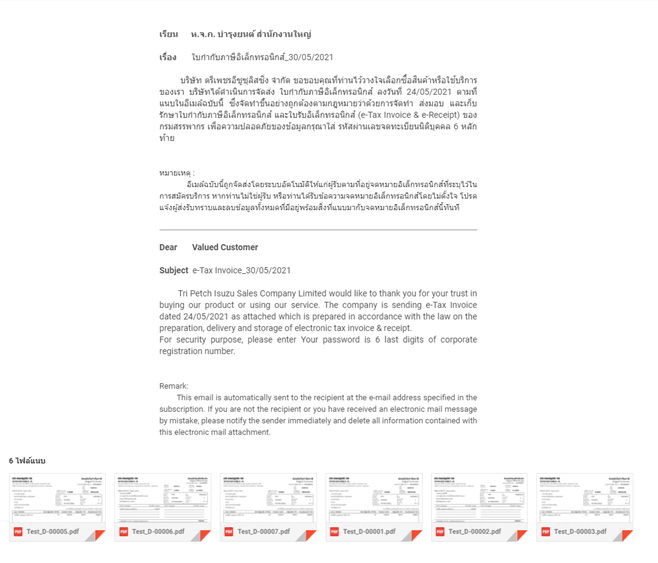 เรียน ห.จ.ก. บำรุงยนต์ สำนักงานใหญ่
เรื่อง ใบกำกับภาษีอิเล็กทรอนิกส์_30/05/2021
บริษัท ตรีเพชรอีซูซุลิสซิ่ง จำกัด ขอขอบคุณที่ท่านไว้วางใจเลือกซื้อสินค้าหรือใช้บริการ
ของเรา บริษัทได้ดำเนินการจัดส่ง ใบกำกับภาษีอิเล็กทรอนิกส์ ลงวันที่ 24/05/2021 ตามที่
แนบในอีเมล์ฉบับนี้ ซึ่งจัดทำขึ้นอย่างถูกต้องตามกฎหมายว่าด้วยการจัดทำ ส่งมอบ และเก็บ
รักษาใบกำกับภาษีอิเล็กทรอนิกส์ และใบรับอิเล็กทรอนิกส์ (e-Tax Invoice & e-Receipt) ของ
กรมสรรพากร เพื่อความปลอดภัยของข้อมูลกรุณาใส่ รหัสผ่านเลขจดทะเบียนนิติบุคคล 6 หลัก
ท้าย
หมายเหตุ :
อีเมล์ฉบับนี้ถูกจัดส่งโดยระบบอัตโนมัติให้แก่ผู้รับตามที่อยู่จดหมายอิเล็กทรอนิกส์ที่ระบุไว้ใน
การสมัครบริการ หากท่านไม่ใช่ผู้รับ หรือท่านได้รับข้อความจดหมายอิเล็กทรอนิกส์โดยไม่ตั้งใจ โปรด
แจ้งผู้ส่งรับทราบและลบข้อมูลทั้งหมดที่มีอยู่พร้อมสิ่งที่แนบมากับจดหมายอิเล็กทรอนิกส์นี้ทันที
Dear Valued Customer
Subject e-Tax Invoice_30/05/2021
Tri Petch Isuzu Sales Company Limited would like to thank you for your trust in
buying our product or using our service. The company is sending e-Tax Invoice
dated 24/05/2021 as attached which is prepared in accordance with the law on the
preparation, delivery and storage of electronic tax invoice & receipt.
For security purpose, please enter Your password is 6 last digits of corporate
registration number.
Remark:
This email is automatically sent to the recipient at the e-mail address specified in the
subscription. If you are not the recipient or you have received an electronic mail message
by mistake, please notify the sender immediately and delete all information contained with
this electronic mail attachment.
6 ไฟล์แนบ
PDF Test_D-00005.pdf PDF Test_D-00006.pdf PDF Test_D-00007.pdf PDF Test_D-00001.pdf PDF Test_D-00002.pdf PDF Test_D-00003.pdf